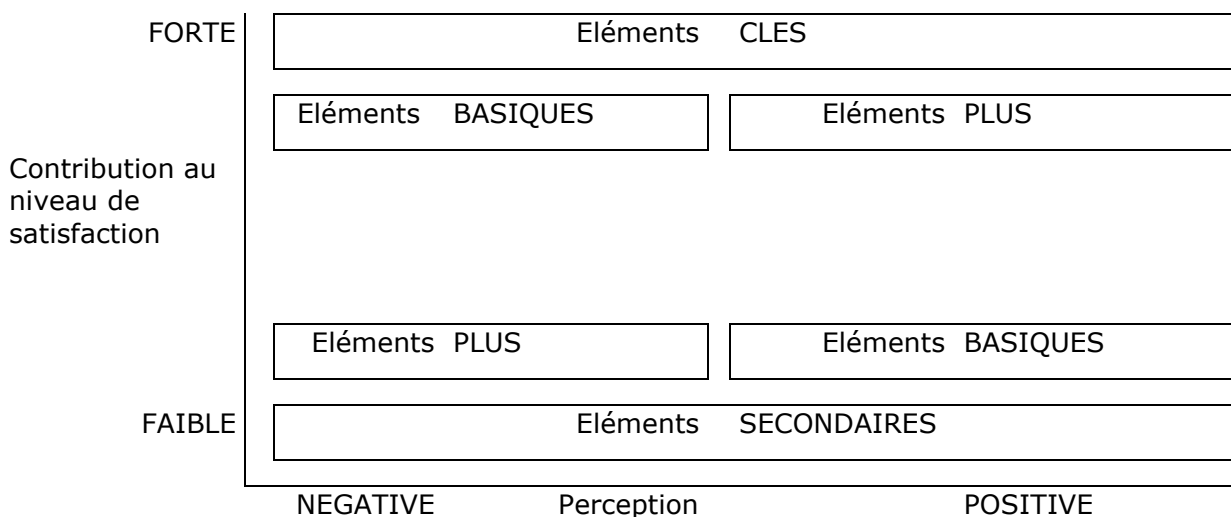 FORTE
Eléments CLES
Eléments BASIQUES
Eléments PLUS
Contribution au
niveau de
satisfaction
Eléments PLUS
Eléments BASIQUES
FAIBLE
Eléments SECONDAIRES
NEGATIVE Perception POSITIVE